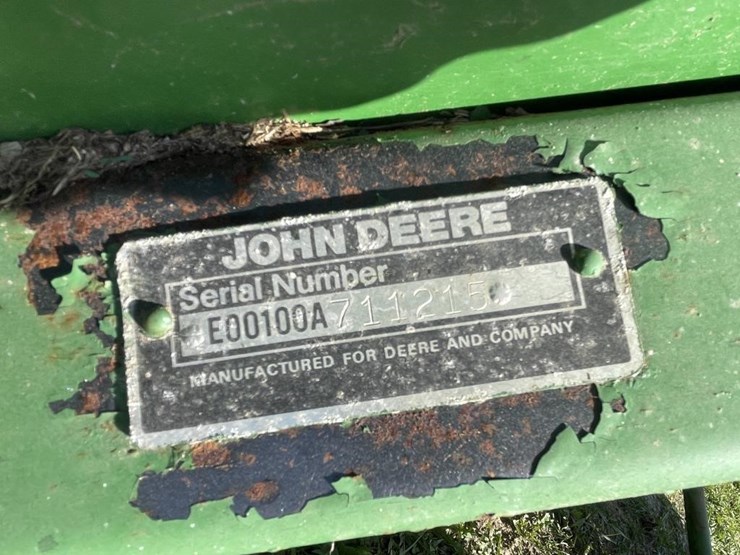 JOHN DEERE
Serial Number
E00100A711215
MANUFACTURED FOR DEERE AND COMPANY